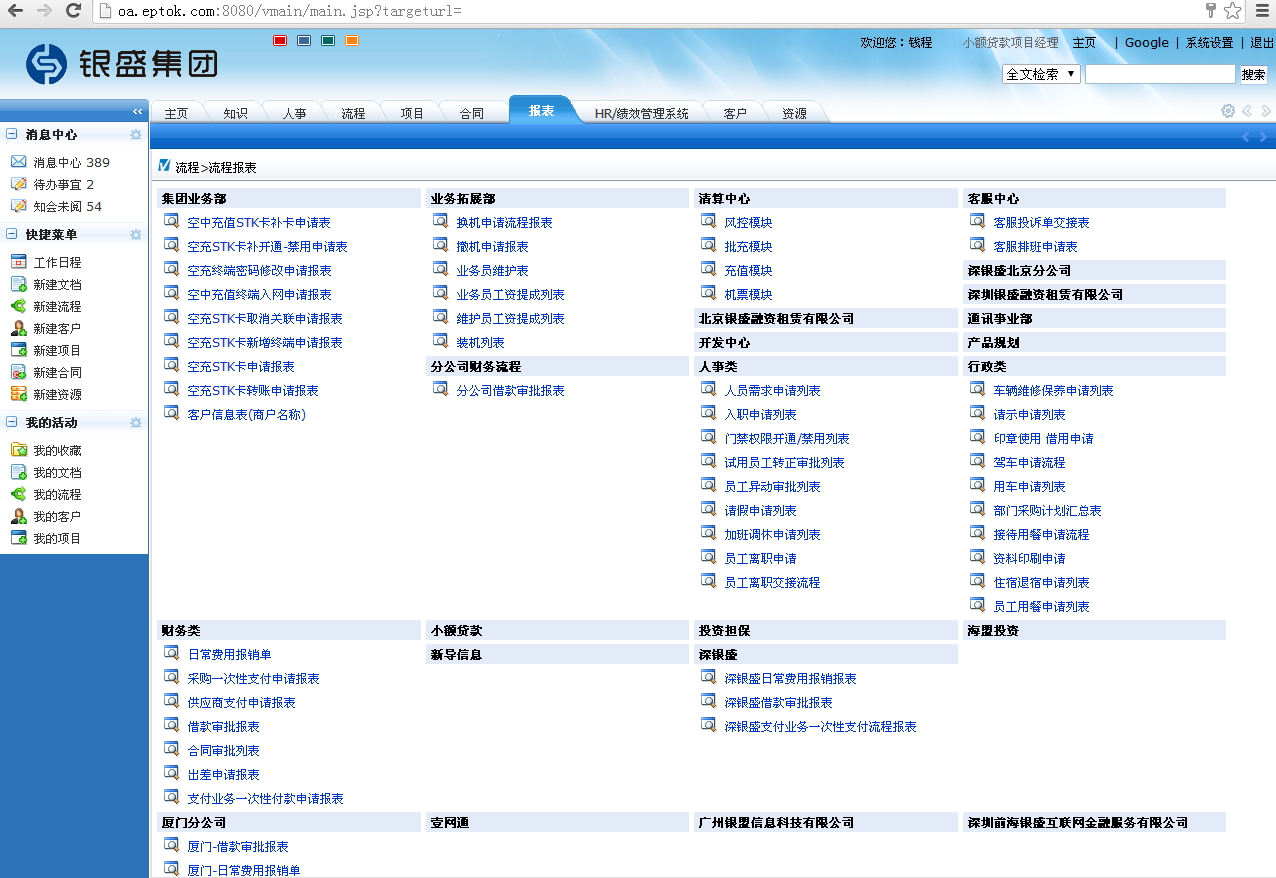 oa.eptok.com:8080/vmain/main.jsp?targeturl=
银盛集团
欢迎您：钱程 小额贷款项目经理 主页 | Google | 系统设置 | 退出
全文检索 搜索
主页 知识 人事 流程 项目 合同 报表 HR/绩效管理系统 客户 资源
消息中心
消息中心 389
待办事宜 2
知会未阅 54
快捷菜单
工作日程
新建文档
新建流程
新建客户
新建项目
新建合同
新建资源
我的活动
我的收藏
我的文档
我的流程
我的客户
我的项目
流程>流程报表
集团业务部
空中充值STK卡补卡申请表
空充STK卡补开通-禁用申请表
空充终端密码修改申请报表
空中充值终端入网申请报表
空充STK卡取消关联申请报表
空充STK卡新增终端申请报表
空充STK卡申请报表
空充STK卡转账申请报表
客户信息表(商户名称)
业务拓展部
换机申请流程报表
撤机申请报表
业务员维护表
业务员工资提成列表
维护员工资提成列表
装机列表
分公司财务流程
分公司借款审批报表
清算中心
风控模块
批充模块
充值模块
机票模块
北京银盛融资租赁有限公司
开发中心
人事类
人员需求申请列表
入职申请列表
门禁权限开通/禁用列表
试用员工转正审批列表
员工异动审批列表
请假申请列表
加班调休申请列表
员工离职申请
员工离职交接流程
客服中心
客服投诉单交接表
客服排班申请表
深银盛北京分公司
深圳银盛融资租赁有限公司
通讯事业部
产品规划
行政类
车辆维修保养申请列表
请示申请列表
印章使用 借用申请
驾车申请流程
用车申请列表
部门采购计划汇总表
接待用餐申请流程
资料印刷申请
住宿退宿申请列表
员工用餐申请列表
财务类
日常费用报销单
采购一次性支付申请报表
供应商支付申请报表
借款审批报表
合同审批列表
出差申请报表
支付业务一次性付款申请报表
小额贷款
新导信息
投资担保
深银盛
深银盛日常费用报销报表
深银盛借款审批报表
深银盛支付业务一次性支付流程报表
海盟投资
厦门分公司
厦门-借款审批报表
厦门-日常费用报销单
壹网通
广州银盟信息科技有限公司
深圳前海银盛互联网金融服务有限公司